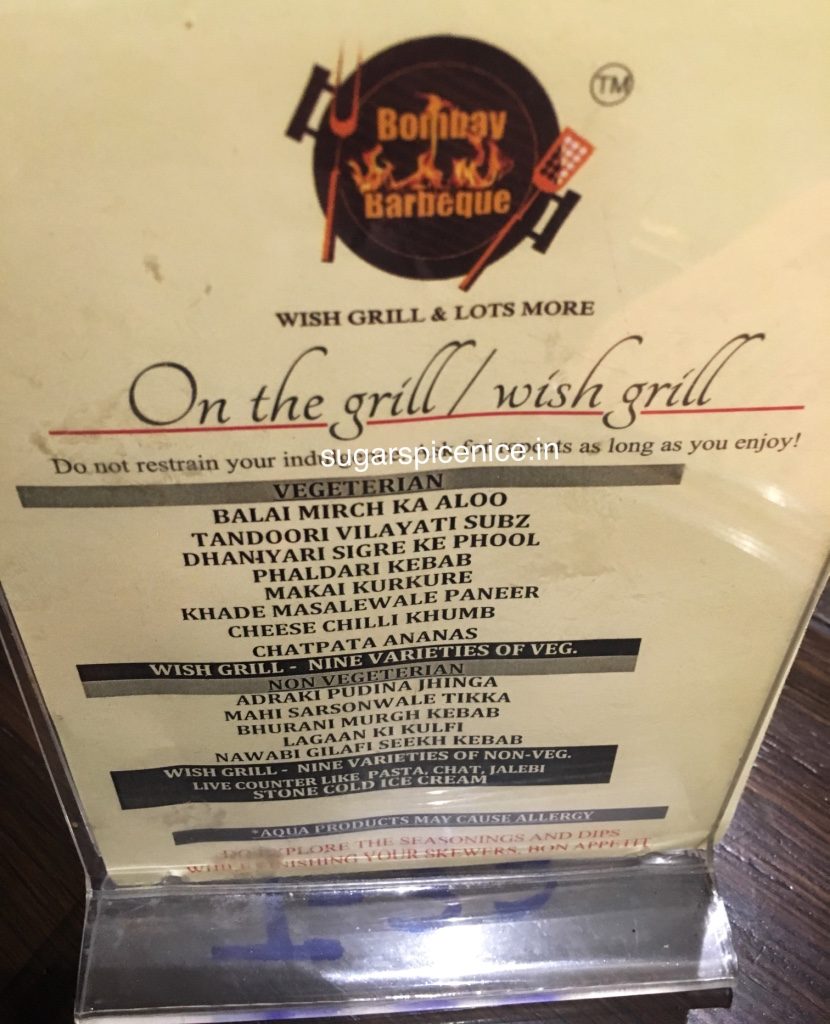 Bombay
Barbeque
TM
WISH GRILL & LOTS MORE
On the grill / wish grill
Do not restrain your as long as you enjoy!
sugarspicenice.in
VEGETERIAN
BALAI MIRCH KA ALOO
TANDOORI VILAYATI SUBZ
DHANIYARI SIGRE KE PHOOL
PHALDARI KEBAB
MAKAI KURKURE
KHADE MASALEWALE PANEER
CHEESE CHILLI KHUMB
CHATPATA ANANAS
WISH GRILL - NINE VARIETIES OF VEG.
NON VEGETERIAN
ADRAKI PUDINA JHINGA
MAHI SARSONWALE TIKKA
BHURANI MURGH KEBAB
LAGAAN KI KULFI
NAWABI GILAFI SEEKH KEBAB
WISH GRILL - NINE VARIETIES OF NON-VEG.
LIVE COUNTER LIKE PASTA, CHAT, JALEBI
STONE COLD ICE CREAM
*AQUA PRODUCTS MAY CAUSE ALLERGY
EXPLORE THE SEASONINGS AND DIPS
WHILE FINISHING YOUR SKEWERS. BON APPETIT